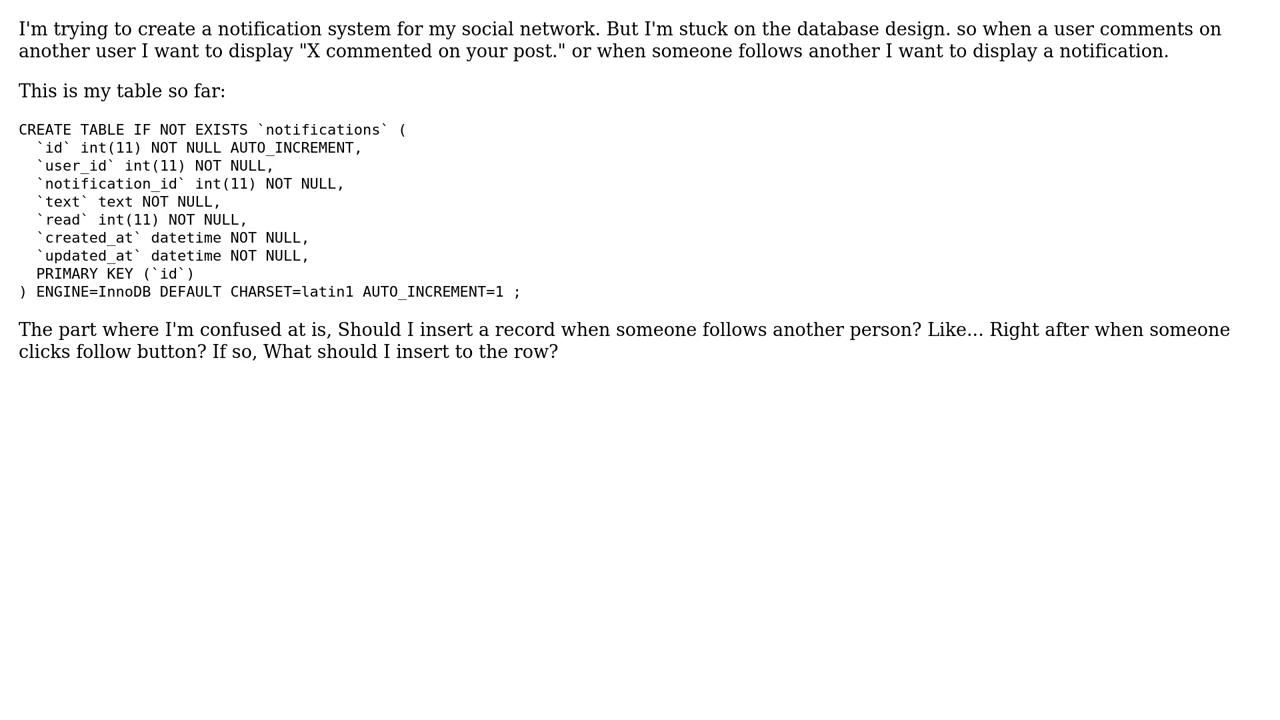 I'm trying to create a notification system for my social network. But I'm stuck on the database design. so when a user comments on
another user I want to display "X commented on your post." or when someone follows another I want to display a notification.
This is my table so far:
CREATE TABLE IF NOT EXISTS `notifications` (
  `id` int(11) NOT NULL AUTO_INCREMENT,
  `user_id` int(11) NOT NULL,
  `notification_id` int(11) NOT NULL,
  `text` text NOT NULL,
  `read` int(11) NOT NULL,
  `created_at` datetime NOT NULL,
  `updated_at` datetime NOT NULL,
  PRIMARY KEY (`id`)
) ENGINE=InnoDB DEFAULT CHARSET=latin1 AUTO_INCREMENT=1 ;
The part where I'm confused at is, Should I insert a record when someone follows another person? Like... Right after when someone
clicks follow button? If so, What should I insert to the row?